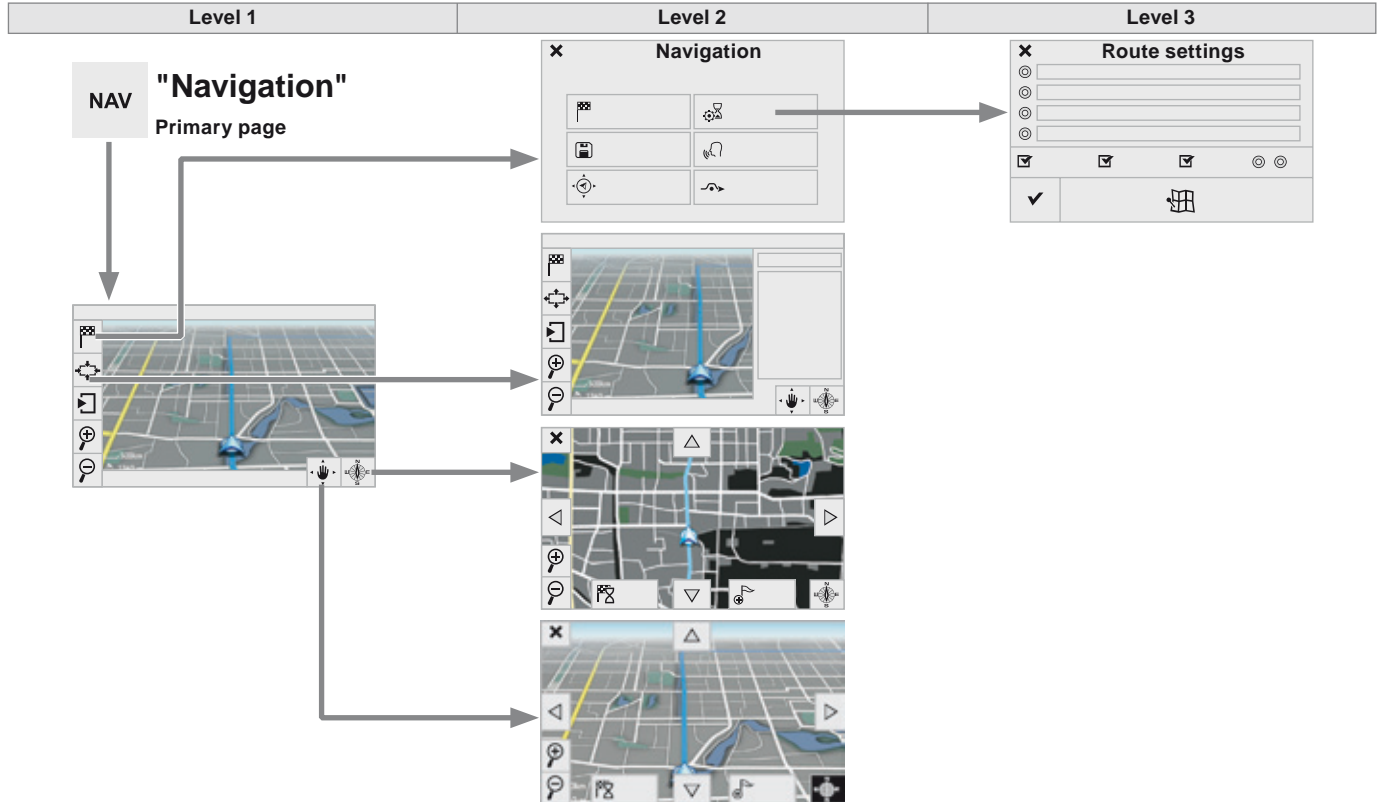 Level 1
Level 2
Level 3
NAV
"Navigation"
Primary page
Navigation
Route settings